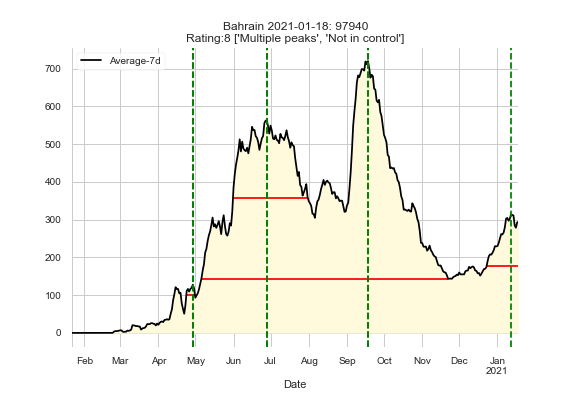 Bahrain 2021-01-18: 97940
Rating:8 ['Multiple peaks', 'Not in control']
Average-7d
700
600
500
400
300
200
100
0
Feb Mar Apr May Jun Jul Aug Sep Oct Nov Dec Jan
2021
Date